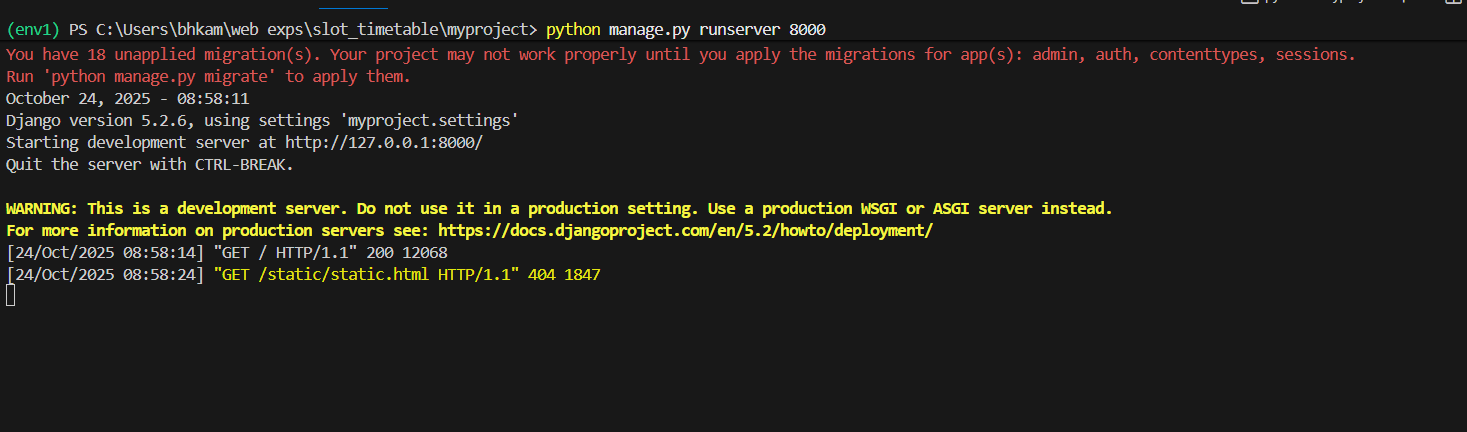 (env1) PS C:\Users\bhkam\web exps\slot_timetable\myproject> python manage.py runserver 8000
You have 18 unapplied migration(s). Your project may not work properly until you apply the migrations for app(s): admin, auth, contenttypes, sessions.
Run 'python manage.py migrate' to apply them.
October 24, 2025 - 08:58:11
Django version 5.2.6, using settings 'myproject.settings'
Starting development server at http://127.0.0.1:8000/
Quit the server with CTRL-BREAK.
WARNING: This is a development server. Do not use it in a production setting. Use a production WSGI or ASGI server instead.
For more information on production servers see: https://docs.djangoproject.com/en/5.2/howto/deployment/
[24/Oct/2025 08:58:14] "GET / HTTP/1.1" 200 12068
[24/Oct/2025 08:58:24] "GET /static/static.html HTTP/1.1" 404 1847